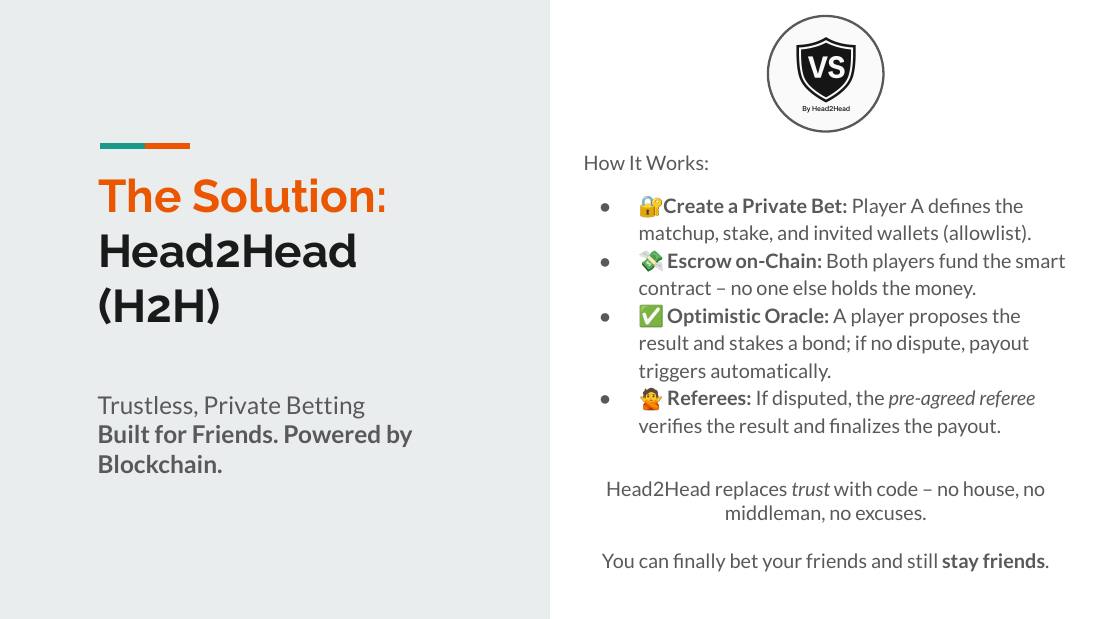 The Solution:
Head2Head
(H2H)
Trustless, Private Betting
Built for Friends. Powered by
Blockchain.
VS
By Head2Head
How It Works:
● 🔐Create a Private Bet: Player A defines the
matchup, stake, and invited wallets (allowlist).
● 💸 Escrow on-Chain: Both players fund the smart
contract – no one else holds the money.
● ✅ Optimistic Oracle: A player proposes the
result and stakes a bond; if no dispute, payout
triggers automatically.
● 🙅 Referees: If disputed, the pre-agreed referee
verifies the result and finalizes the payout.
Head2Head replaces trust with code – no house, no
middleman, no excuses.
You can finally bet your friends and still stay friends.